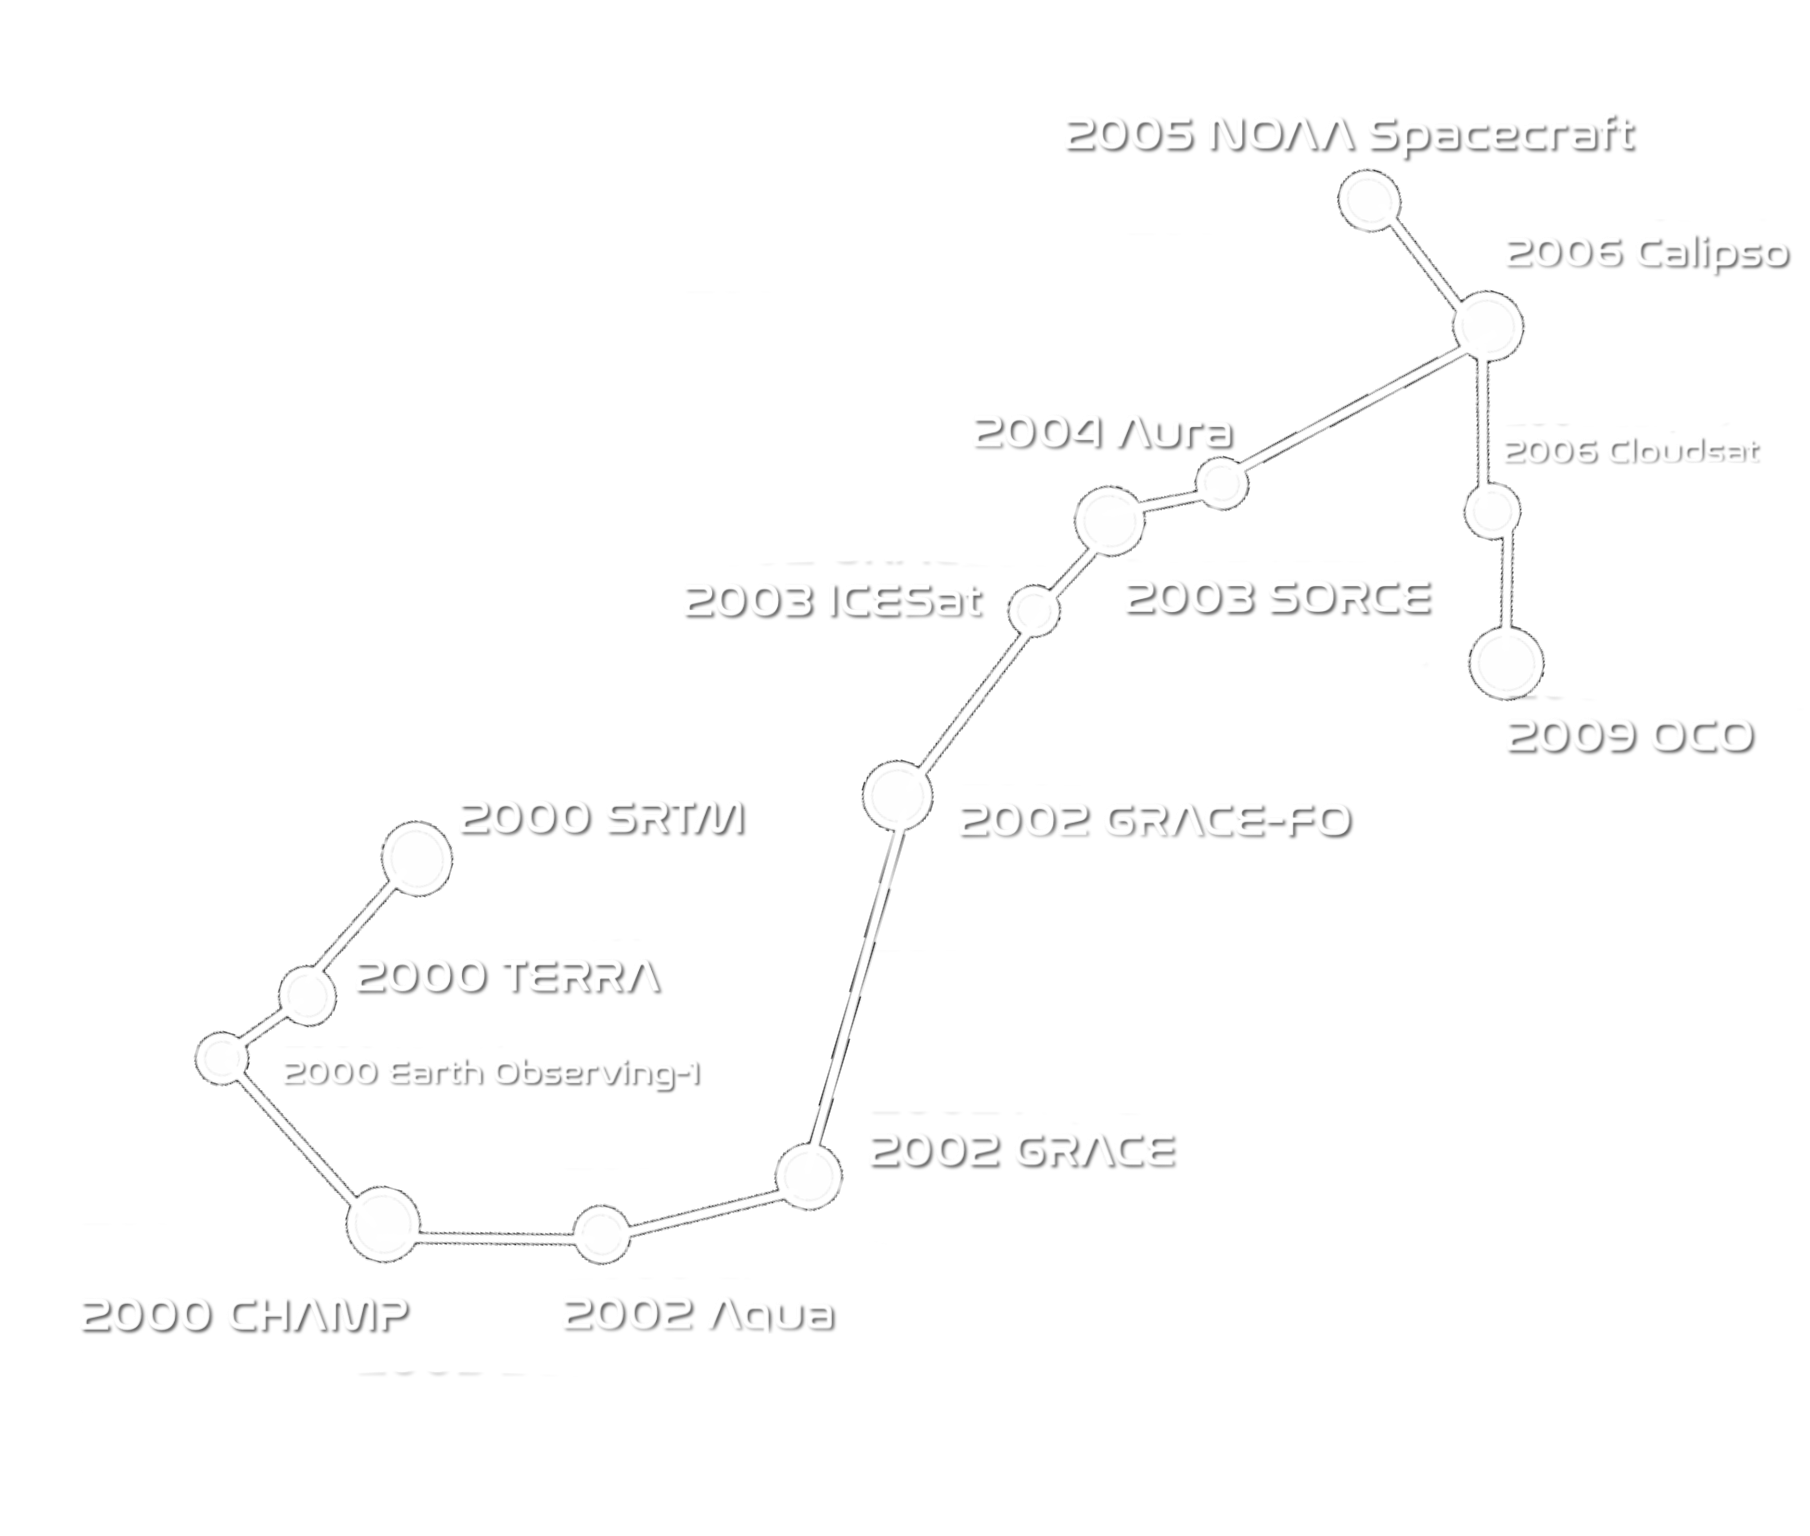 2005 NOAA Spacecraft
2006 Calipso
2004 Aura
2006 Cloudsat
2003 ICESat
2003 SORCE
2009 OCO
2000 SRTM
2002 GRACE-FO
2000 TERRA
2000 Earth Observing-1
2002 GRACE
2000 CHAMP
2002 Aqua